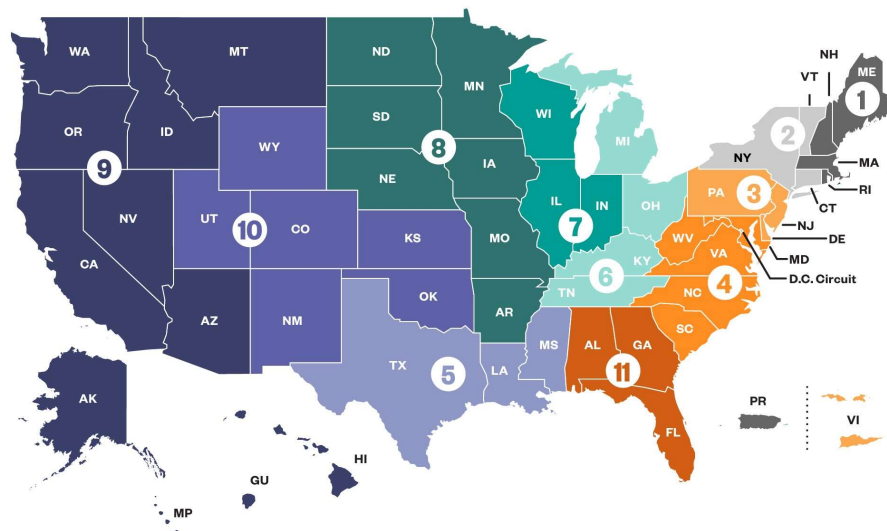 NH
VT
ME
1
WA
MT
ND
MN
OR
ID
SD
WI
MI
2
NY
MA
RI
CT
WY
8
IA
9
NE
PA
3
NJ
NV
UT
10
CO
IL
IN
OH
DE
MD
D.C. Circuit
7
WV
VA
CA
KS
MO
KY
6
4
TN
NC
AZ
NM
OK
AR
SC
TX
5
LA
MS
AL
GA
11
FL
AK
PR
VI
HI
GU
MP